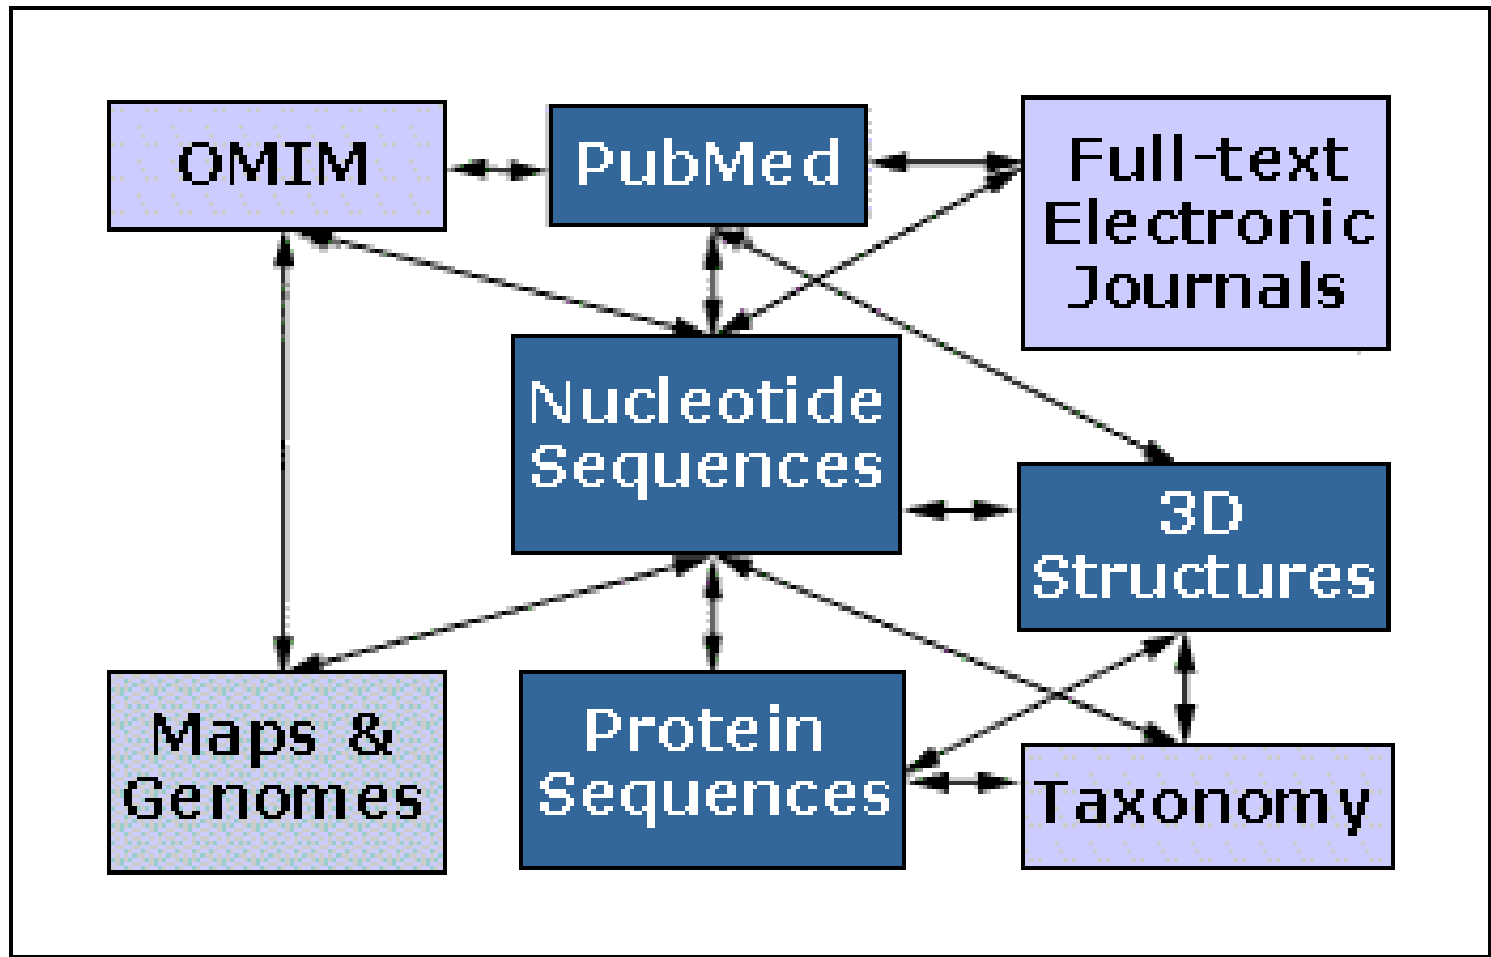 OMIM
PubMed
Full-text
Electronic
Journals
Nucleotide
Sequences
3D
Structures
Maps &
Genomes
Protein
Sequences
Taxonomy